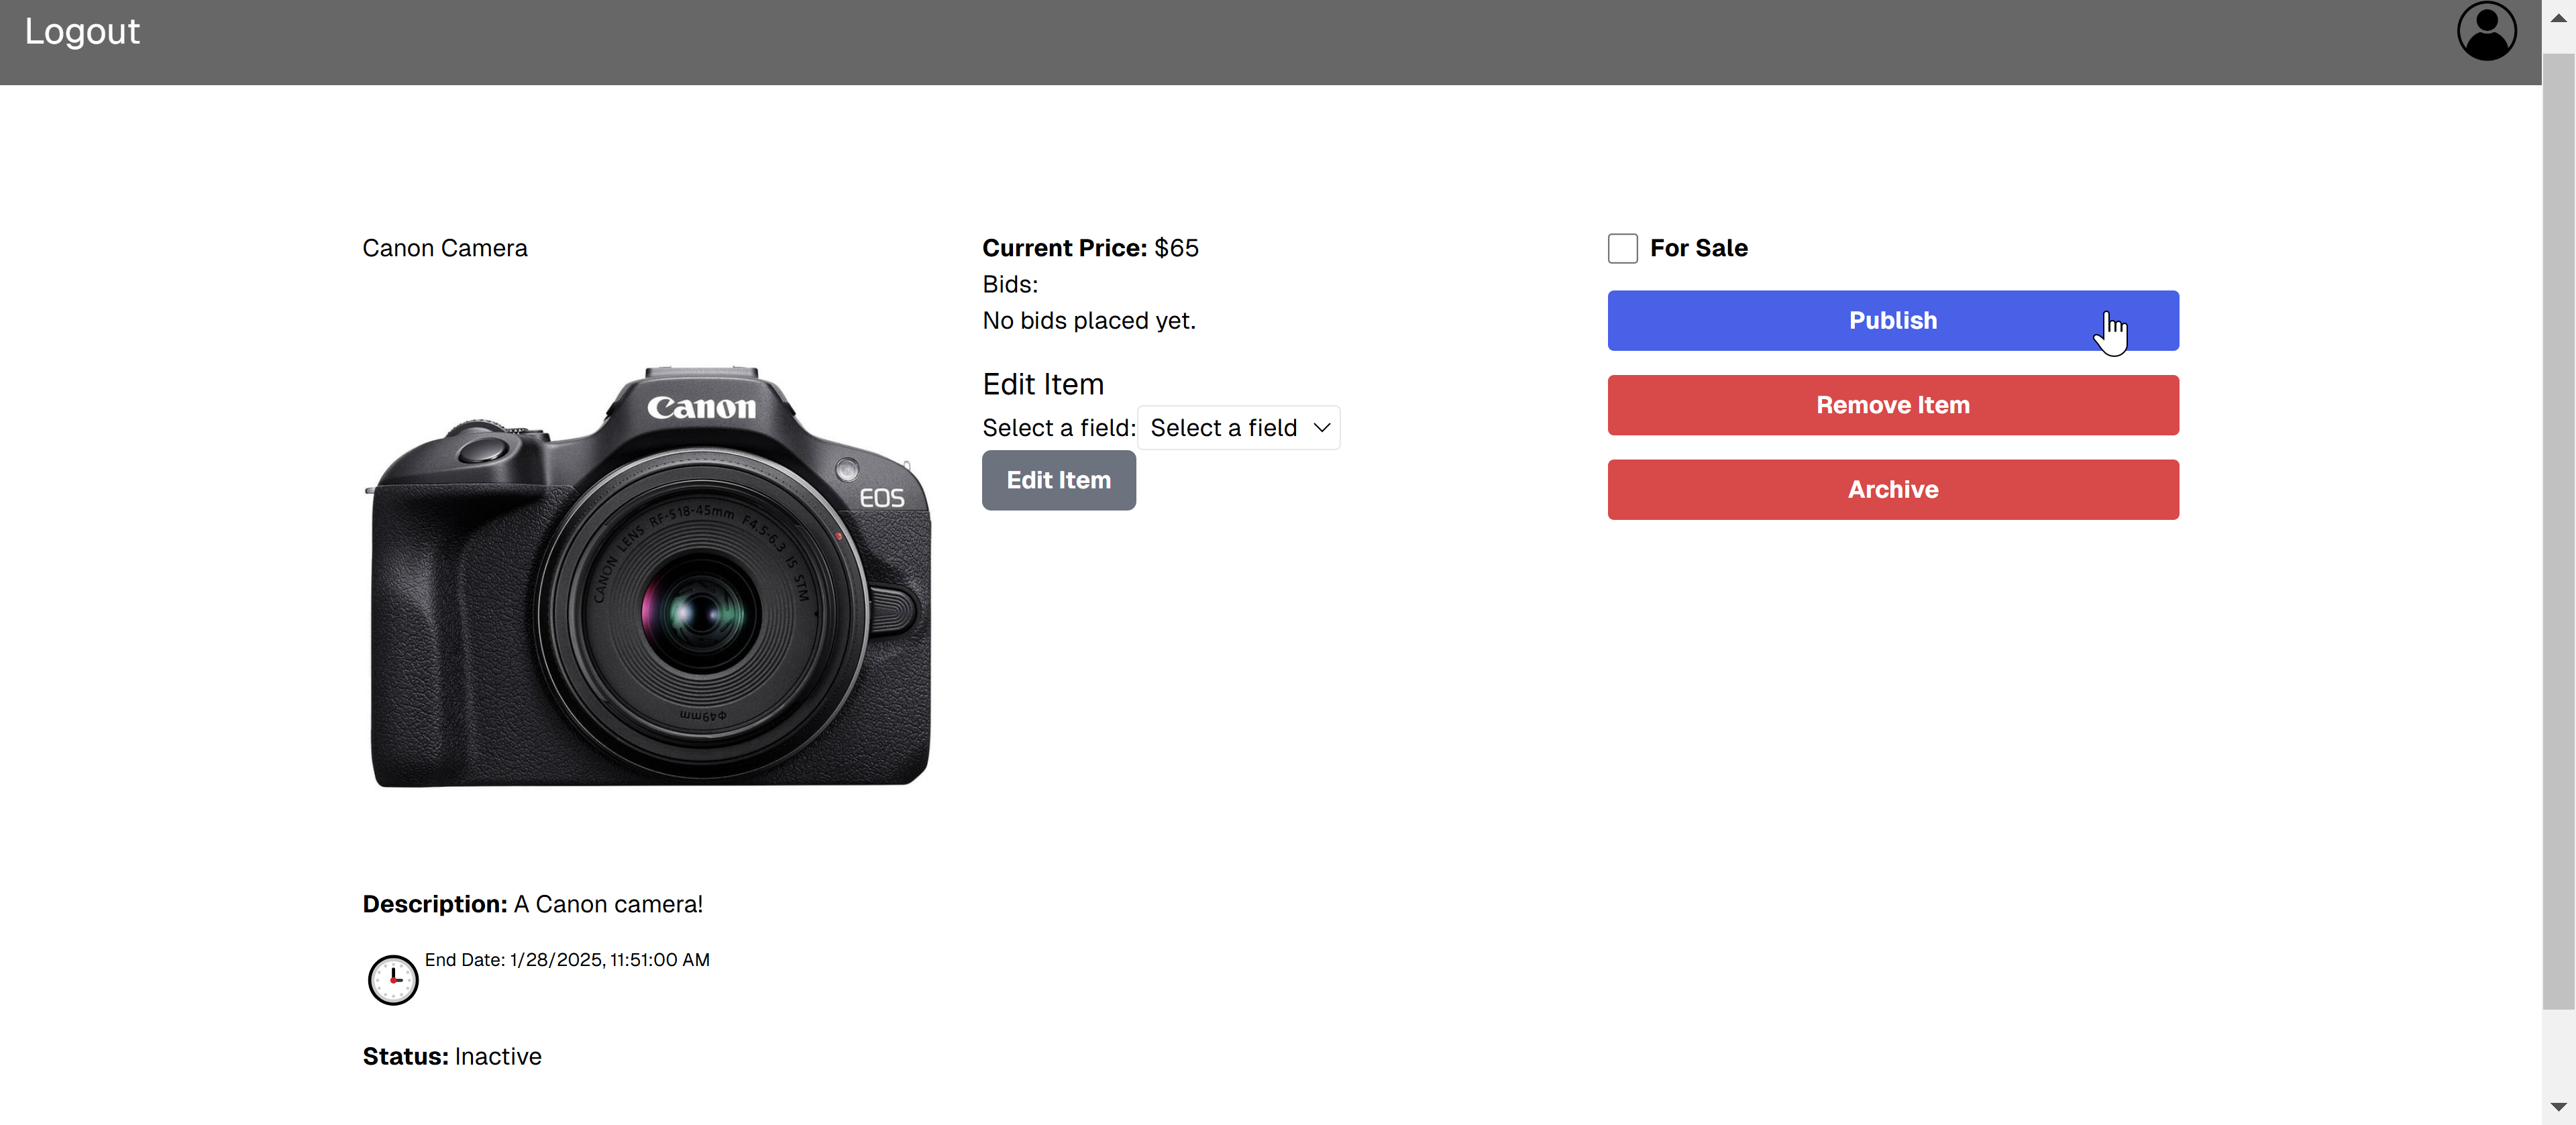 Logout
Canon Camera
Canon
EOS
CANON LENS RF-S18-45mm F4.5-6.3 IS STM
Φ49mm
Description: A Canon camera!
End Date: 1/28/2025, 11:51:00 AM
Status: Inactive
Current Price: $65
Bids:
No bids placed yet.
Edit Item
Select a field: Select a field
Edit Item
For Sale
Publish
Remove Item
Archive